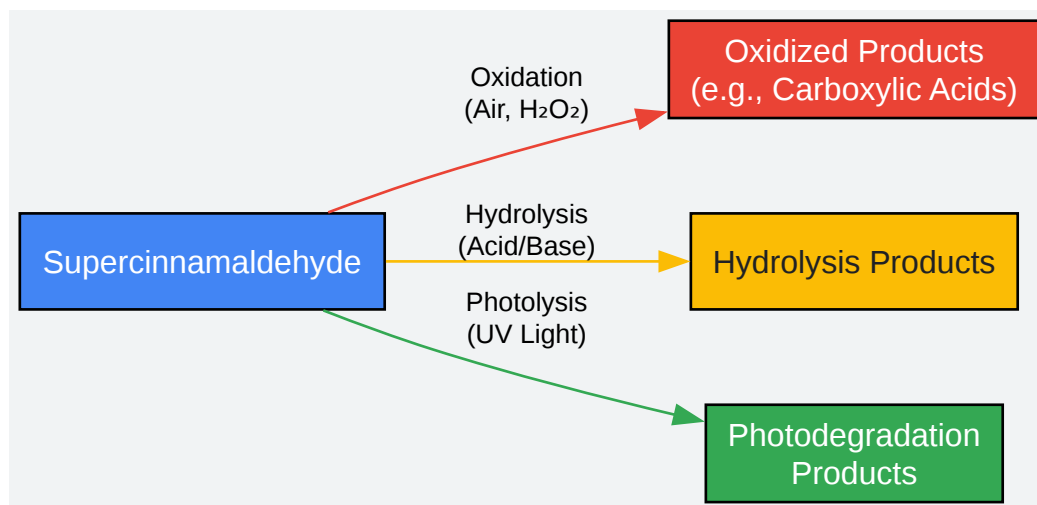 Oxidized Products
(e.g., Carboxylic Acids)
Oxidation
(Air, H₂O₂)
Supercinnamaldehyde
Hydrolysis
(Acid/Base)
Hydrolysis Products
Photolysis
(UV Light)
Photodegradation
Products